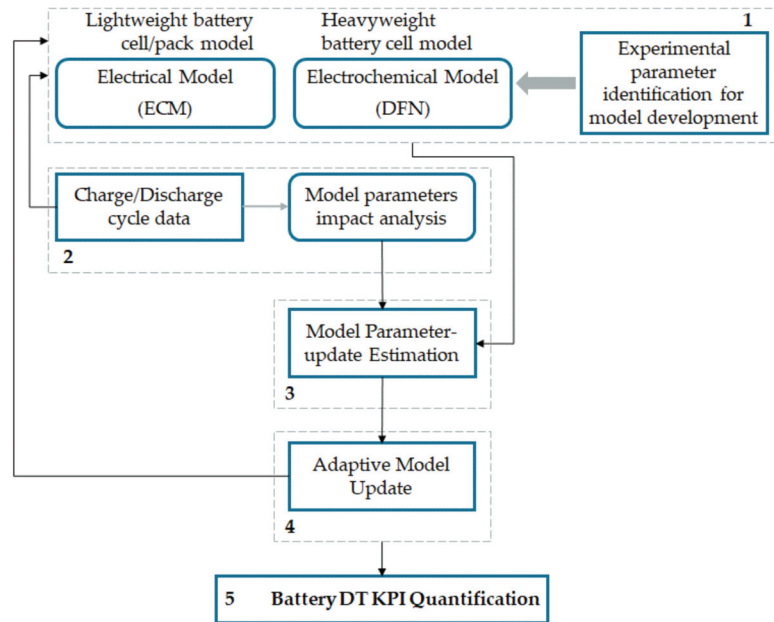 Lightweight battery
cell/pack model
Electrical Model
(ECM)
Heavyweight
battery cell model
Electrochemical Model
(DFN)
1
Experimental
parameter
identification for
model development
Charge/Discharge
cycle data
Model parameters
impact analysis
2
Model Parameter-
update Estimation
3
Adaptive Model
Update
4
5 Battery DT KPI Quantification